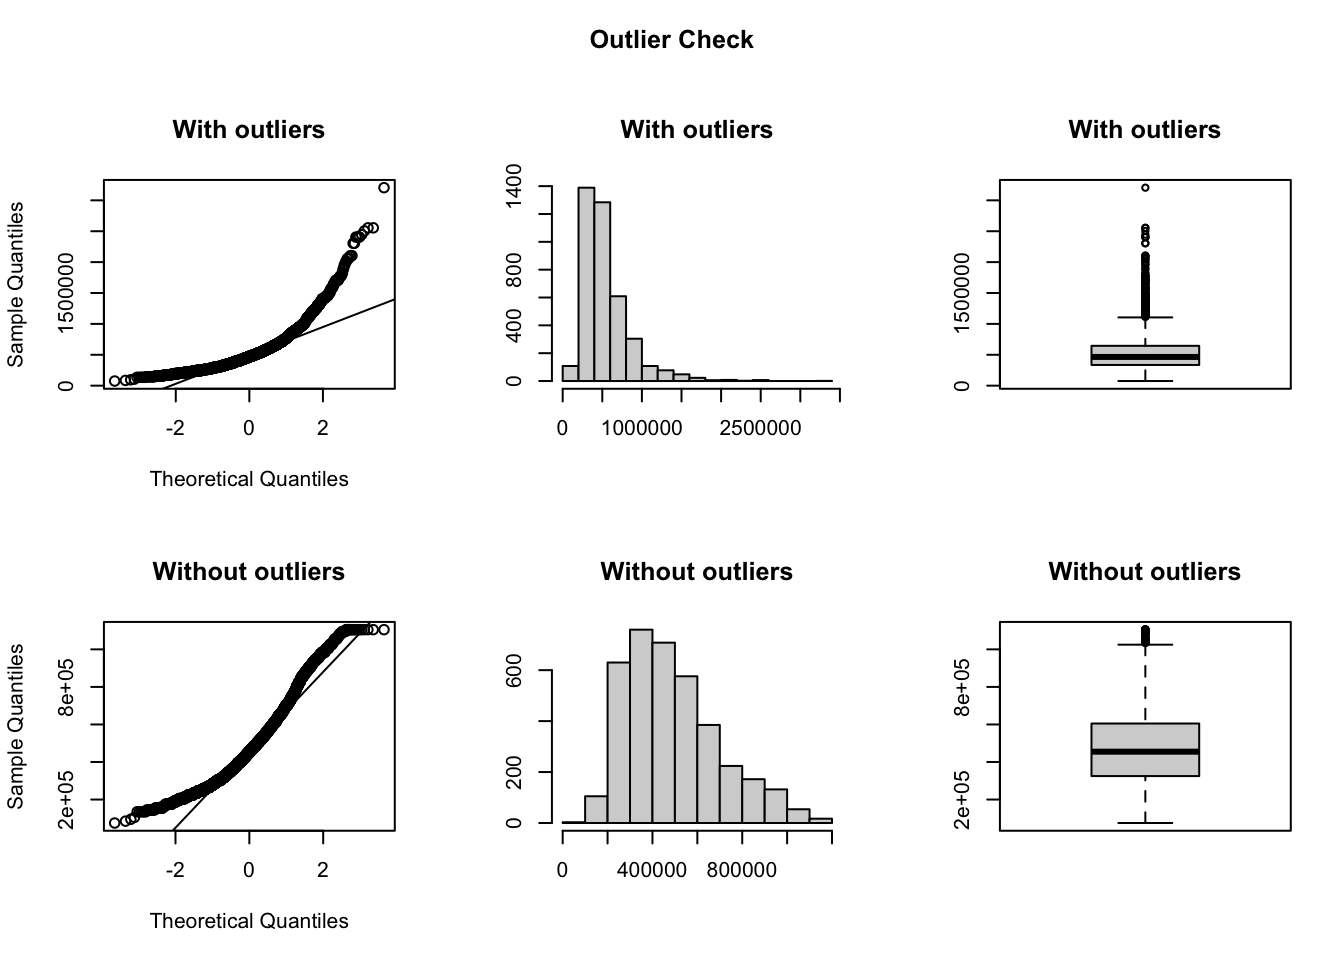 Outlier Check
With outliers
Sample Quantiles
0 1500000
-2 0 2
Theoretical Quantiles
With outliers
0 400 800 1400
0 1000000 2500000
With outliers
0 1500000
Without outliers
Sample Quantiles
2e+05 8e+05
-2 0 2
Theoretical Quantiles
Without outliers
0 200 600
0 400000 800000
Without outliers
2e+05 8e+05